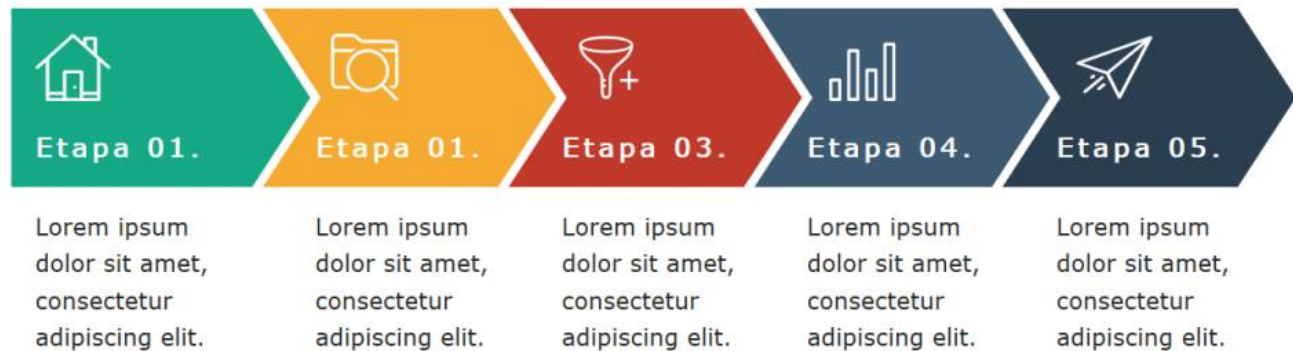 Etapa 01.
Etapa 01.
Etapa 03.
Etapa 04.
Etapa 05.
Lorem ipsum
dolor sit amet,
consectetur
adipiscing elit.
Lorem ipsum
dolor sit amet,
consectetur
adipiscing elit.
Lorem ipsum
dolor sit amet,
consectetur
adipiscing elit.
Lorem ipsum
dolor sit amet,
consectetur
adipiscing elit.
Lorem ipsum
dolor sit amet,
consectetur
adipiscing elit.